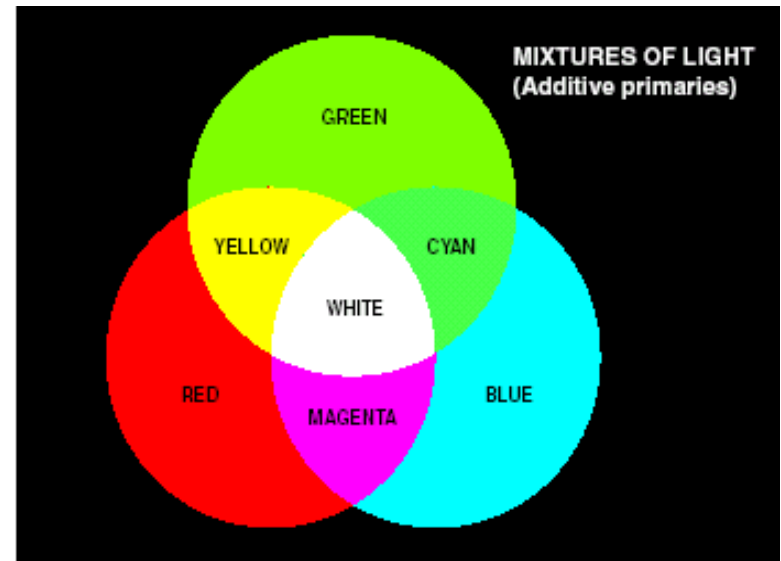 MIXTURES OF LIGHT
(Additive primaries)
GREEN
YELLOW
CYAN
WHITE
RED
MAGENTA
BLUE